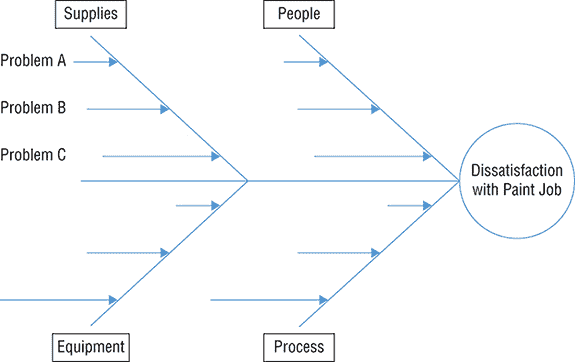 Supplies
People
Problem A
Problem B
Problem C
Dissatisfaction
with Paint Job
Equipment
Process